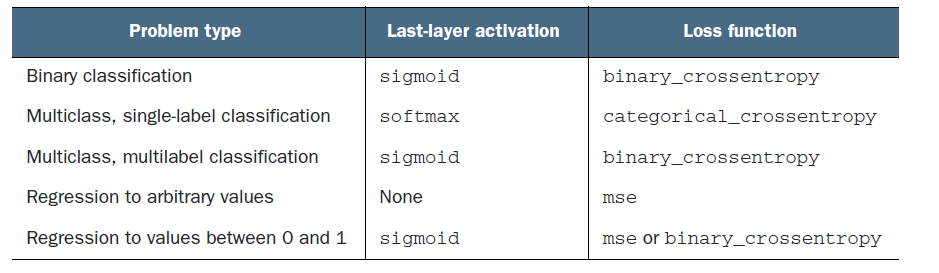 Problem type Last-layer activation Loss function
Binary classification sigmoid binary_crossentropy
Multiclass, single-label classification softmax categorical_crossentropy
Multiclass, multilabel classification sigmoid binary_crossentropy
Regression to arbitrary values None mse
Regression to values between 0 and 1 sigmoid mse or binary_crossentropy